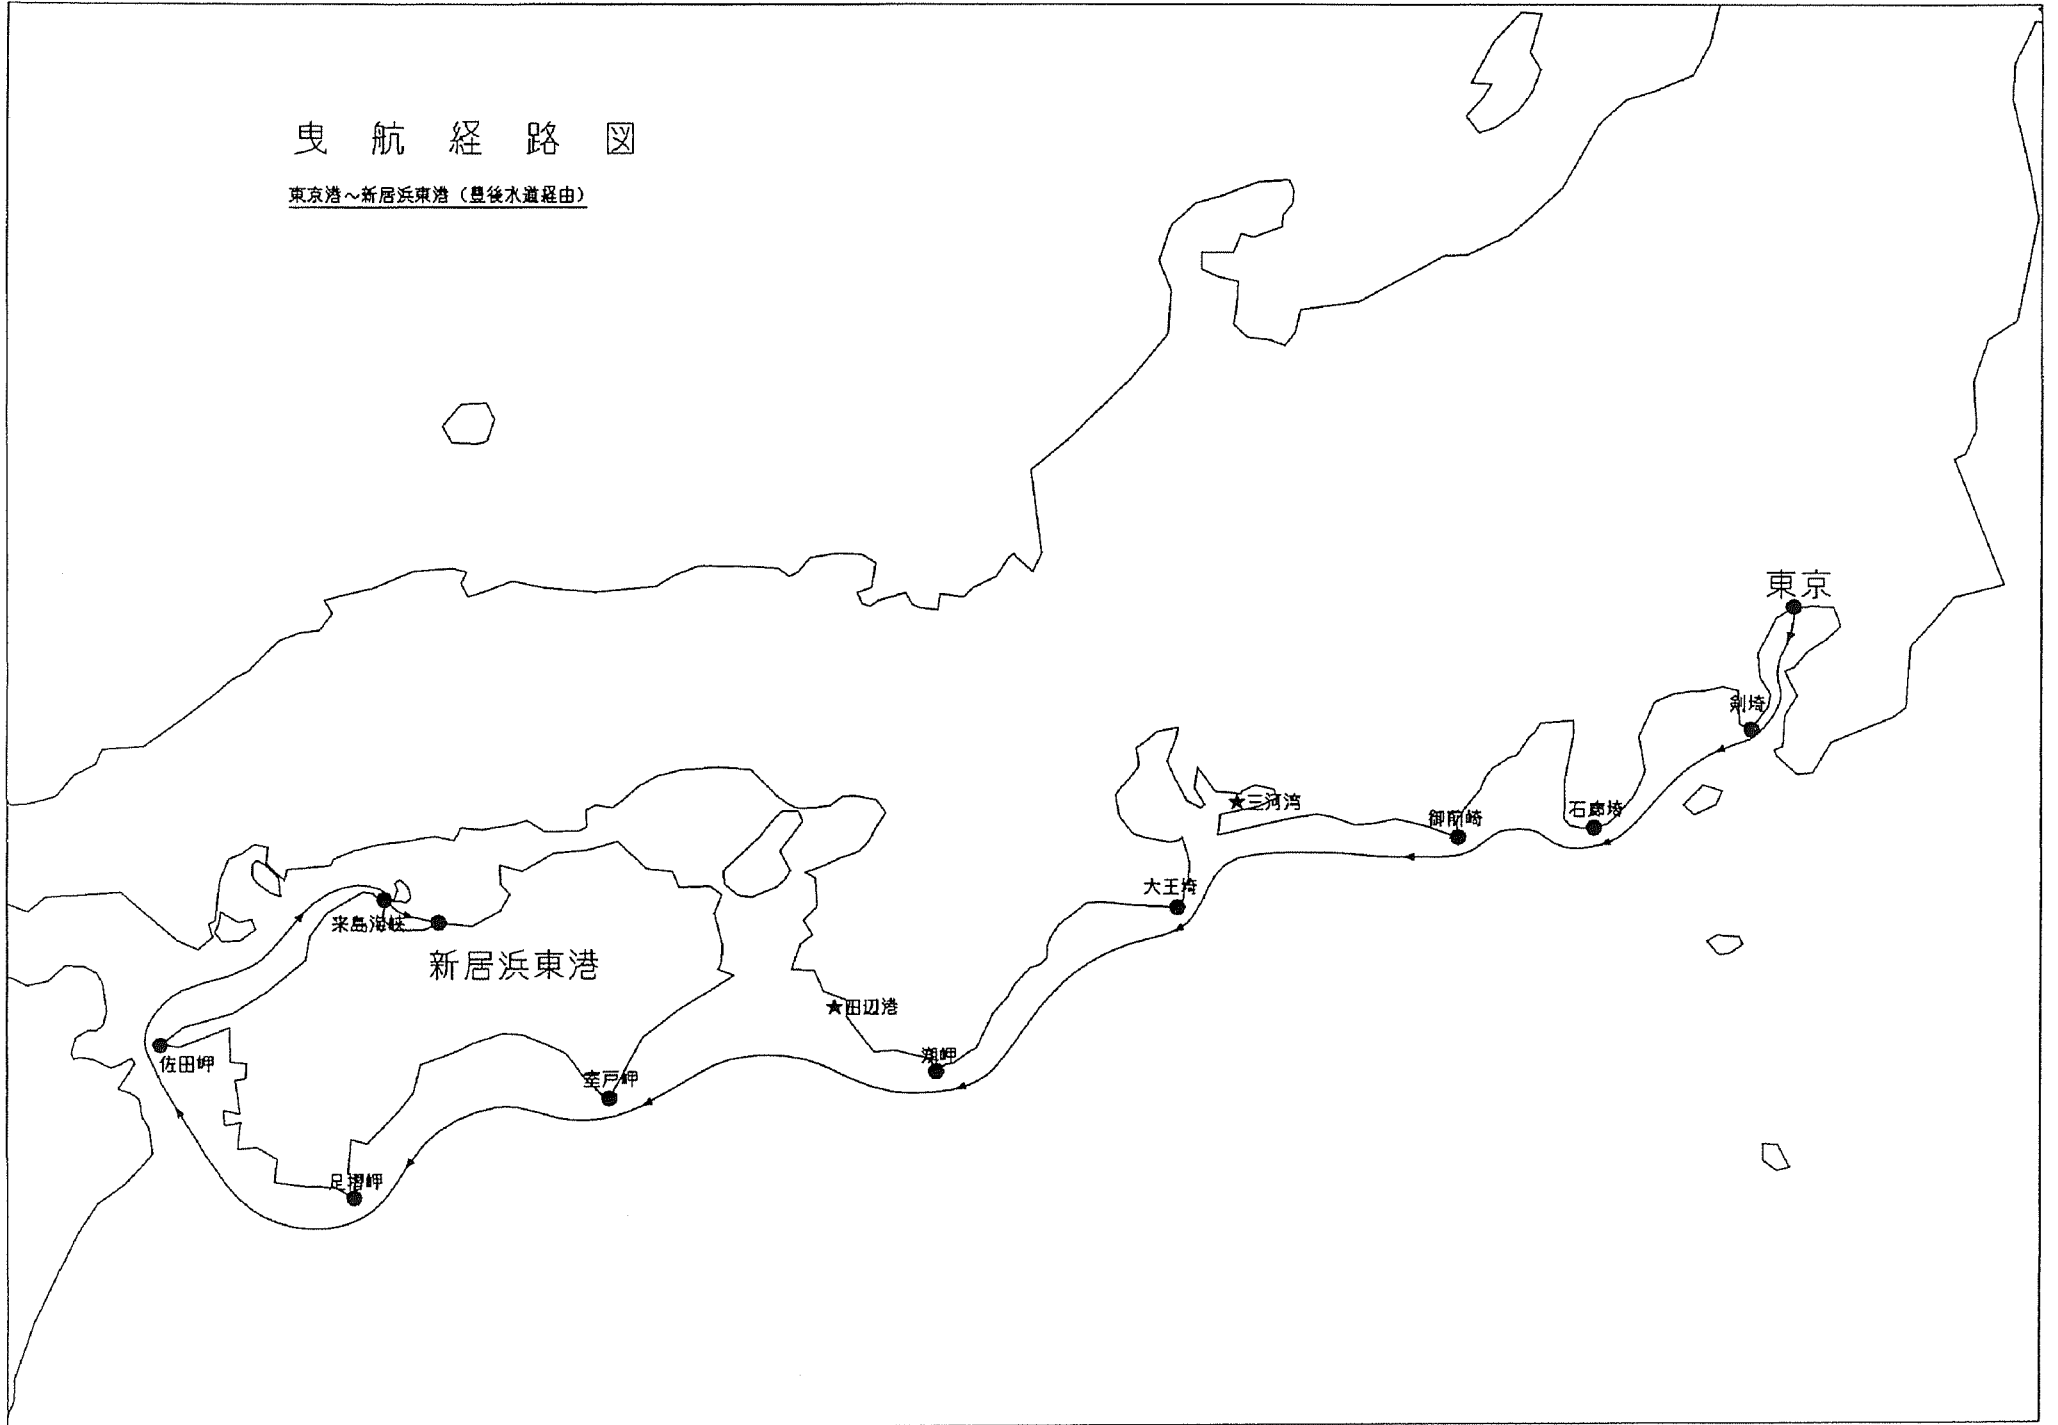 曳航経路図
東京港~新居浜東港(豊後水道経由)
東京
剣埼
石廊埼
御前崎
★三河湾
大王埼
潮岬
★田辺港
室戸岬
足摺岬
佐田岬
来島海峡
新居浜東港